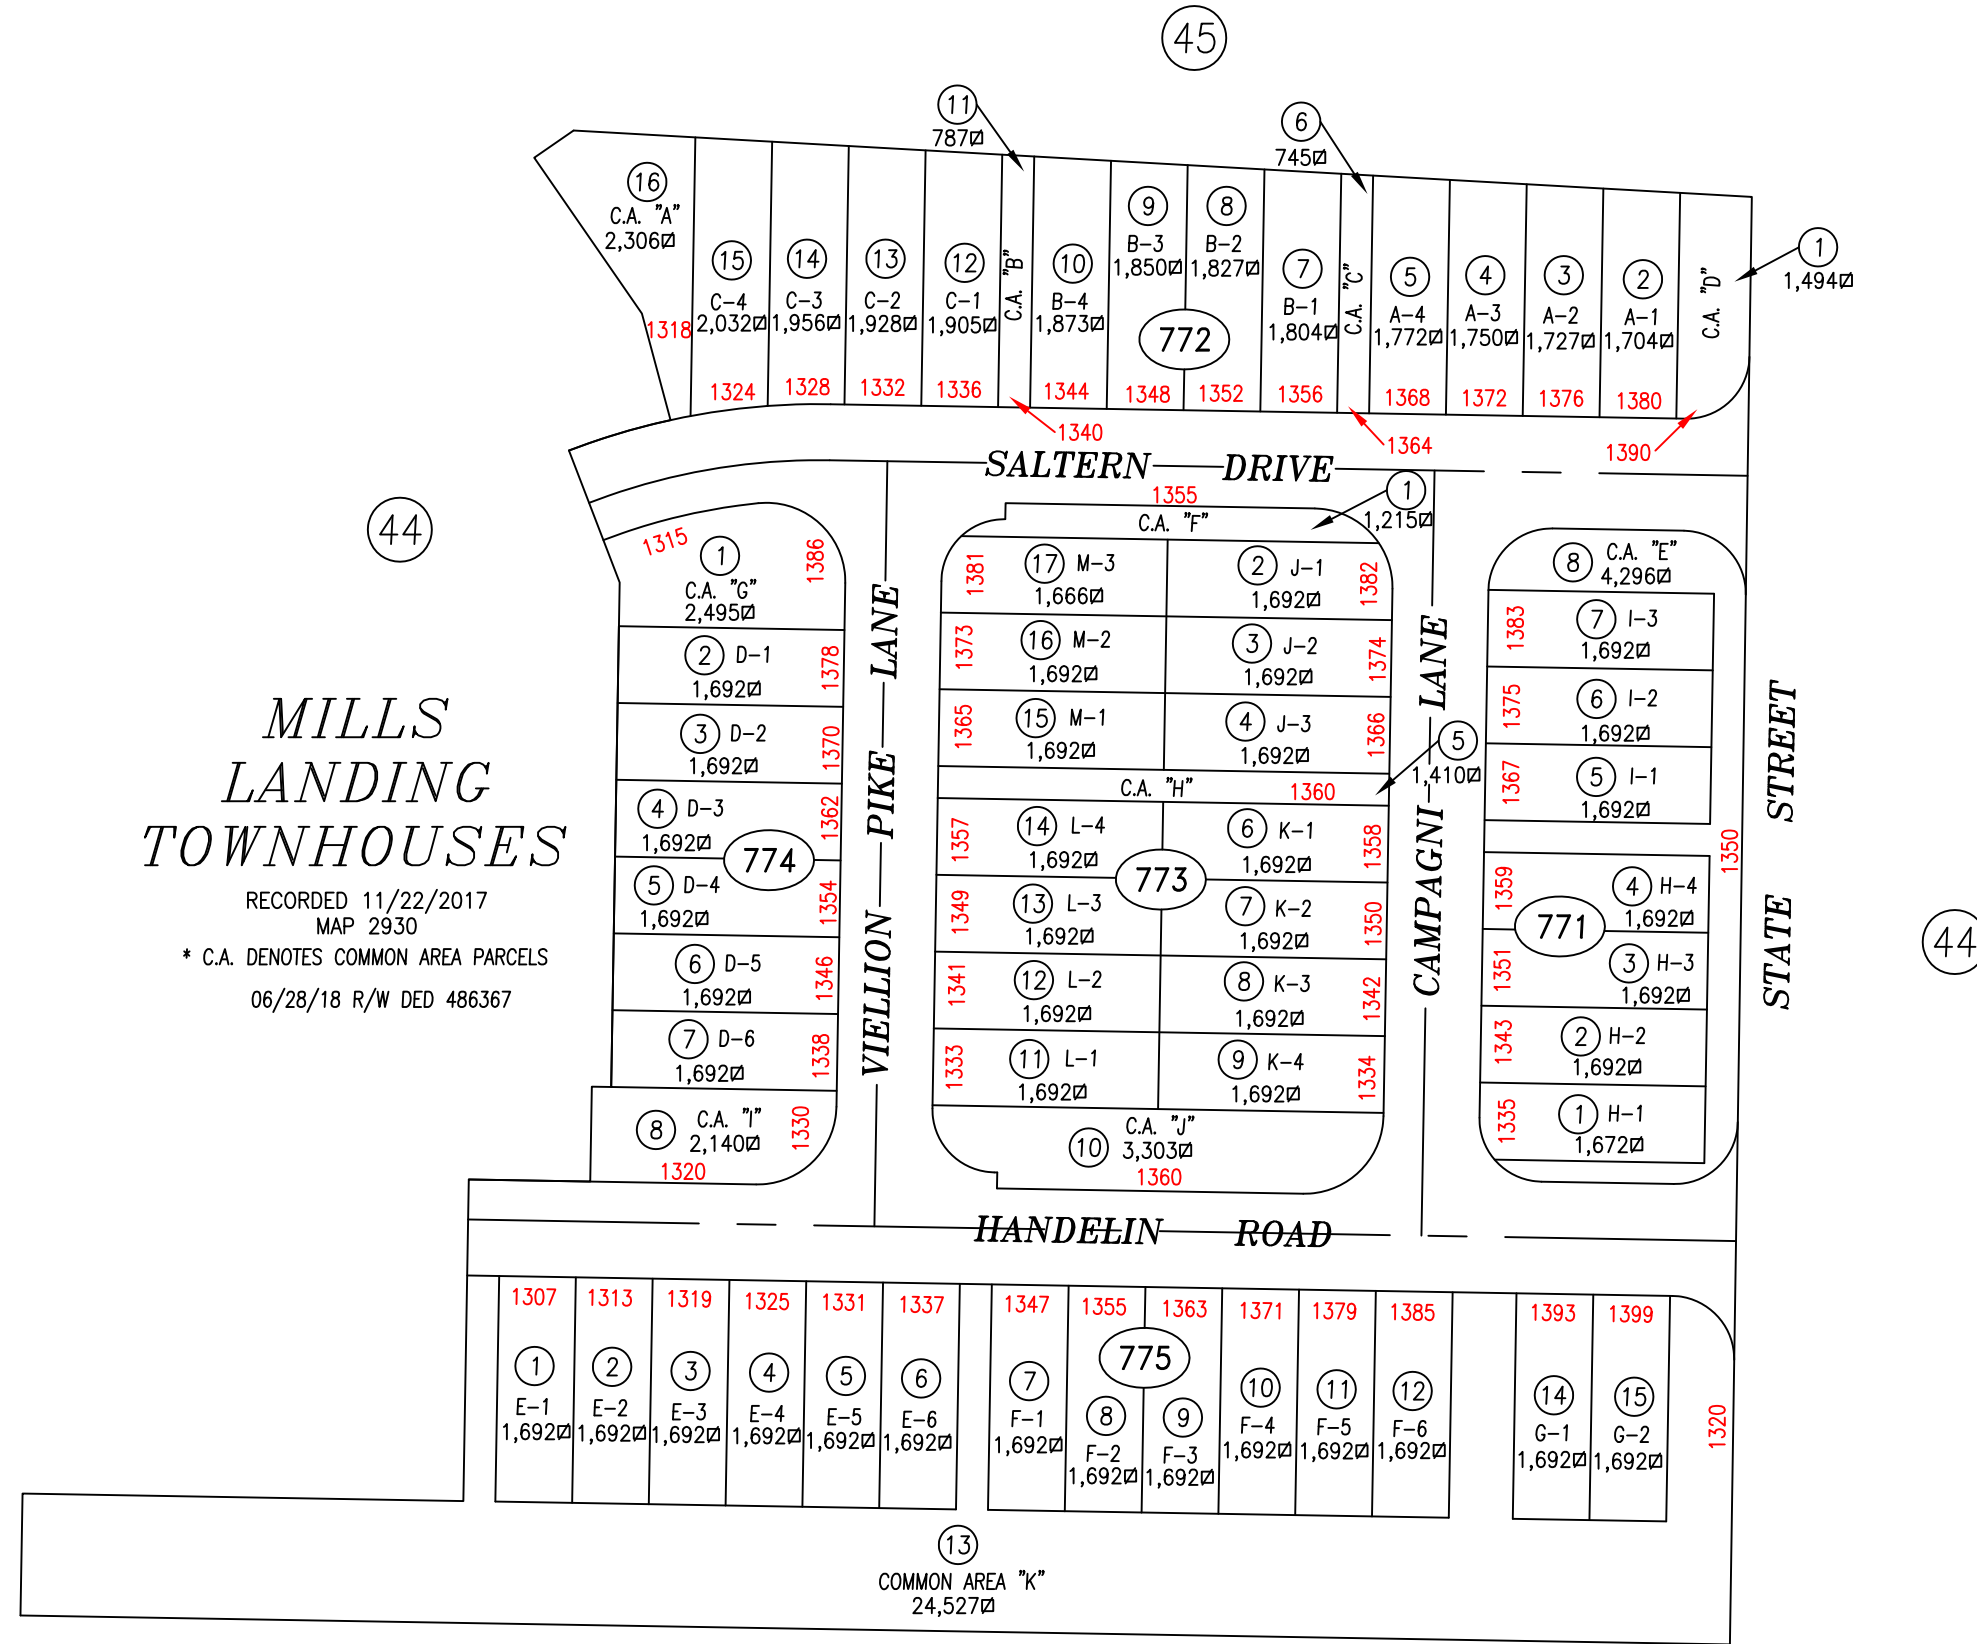 45
11
787⌷
6
745⌷
16
C.A. "A"
2,306⌷
1318
15
C-4
2,032⌷
1324
14
C-3
1,956⌷
1328
13
C-2
1,928⌷
1332
12
C-1
1,905⌷
1336
C.A. "B"
1340
10
B-4
1,873⌷
1344
9
B-3
1,850⌷
1348
8
B-2
1,827⌷
1352
772
7
B-1
1,804⌷
1356
C.A. "C"
1364
5
A-4
1,772⌷
1368
4
A-3
1,750⌷
1372
3
A-2
1,727⌷
1376
2
A-1
1,704⌷
1380
C.A. "D"
1
1,494⌷
1390
SALTERN DRIVE
44
MILLS
LANDING
TOWNHOUSES
RECORDED 11/22/2017
MAP 2930
* C.A. DENOTES COMMON AREA PARCELS
06/28/18 R/W DED 486367
1315
1386
1
C.A. "G"
2,495⌷
2 D-1
1,692⌷
1378
3 D-2
1,692⌷
1370
4 D-3
1,692⌷
1362
774
5 D-4
1,692⌷
1354
6 D-5
1,692⌷
1346
7 D-6
1,692⌷
1338
8
C.A. "I"
2,140⌷
1330
1320
VIELLION PIKE LANE
1355
C.A. "F"
1
1,215⌷
1381
17 M-3
1,666⌷
2 J-1
1,692⌷
1382
1373
16 M-2
1,692⌷
3 J-2
1,692⌷
1374
1365
15 M-1
1,692⌷
4 J-3
1,692⌷
1366
C.A. "H"
1360
5
1,410⌷
1357
14 L-4
1,692⌷
6 K-1
1,692⌷
1358
773
1349
13 L-3
1,692⌷
7 K-2
1,692⌷
1350
1341
12 L-2
1,692⌷
8 K-3
1,692⌷
1342
1333
11 L-1
1,692⌷
9 K-4
1,692⌷
1334
C.A. "J"
10 3,303⌷
1360
CAMPAGNI LANE
8
C.A. "E"
4,296⌷
1383
7 I-3
1,692⌷
1375
6 I-2
1,692⌷
1367
5 I-1
1,692⌷
1350
1359
4 H-4
1,692⌷
771
1351
3 H-3
1,692⌷
1343
2 H-2
1,692⌷
1335
1 H-1
1,672⌷
STATE STREET
44
HANDELIN ROAD
1307
1
E-1
1,692⌷
1313
2
E-2
1,692⌷
1319
3
E-3
1,692⌷
1325
4
E-4
1,692⌷
1331
5
E-5
1,692⌷
1337
6
E-6
1,692⌷
1347
7
F-1
1,692⌷
1355
8
F-2
1,692⌷
775
1363
9
F-3
1,692⌷
1371
10
F-4
1,692⌷
1379
11
F-5
1,692⌷
1385
12
F-6
1,692⌷
1393
14
G-1
1,692⌷
1399
15
G-2
1,692⌷
1320
13
COMMON AREA "K"
24,527⌷